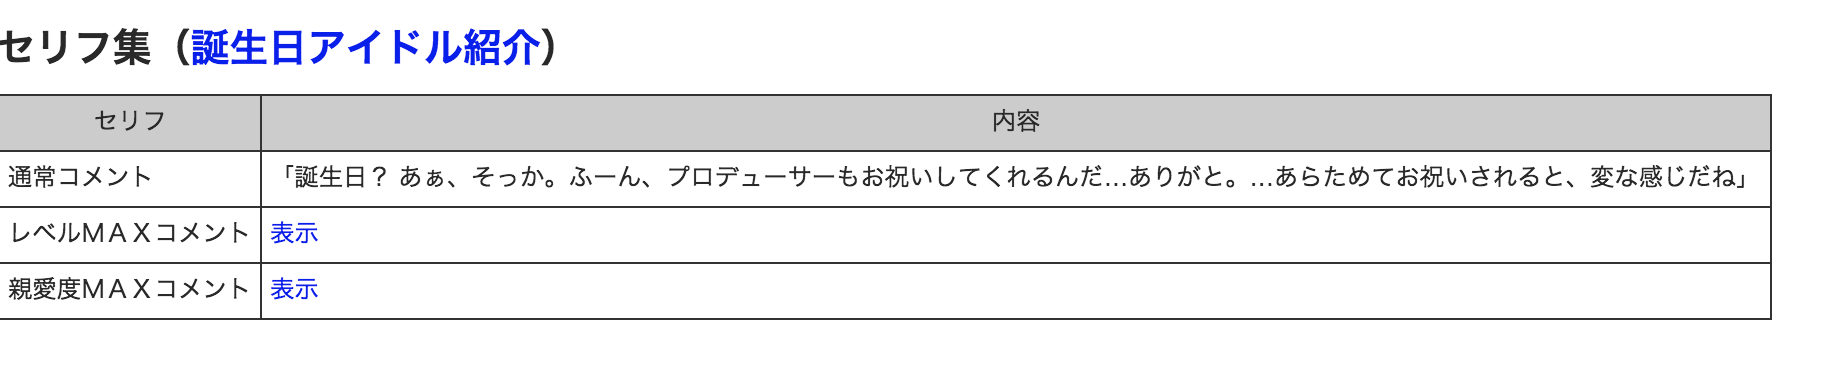 セリフ集（誕生日アイドル紹介）
セリフ 内容
通常コメント 「誕生日？ あぁ、そっか。ふーん、プロデューサーもお祝いしてくれるんだ…ありがと。…あらためてお祝いされると、変な感じだね」
レベルＭＡＸコメント 表示
親愛度ＭＡＸコメント 表示